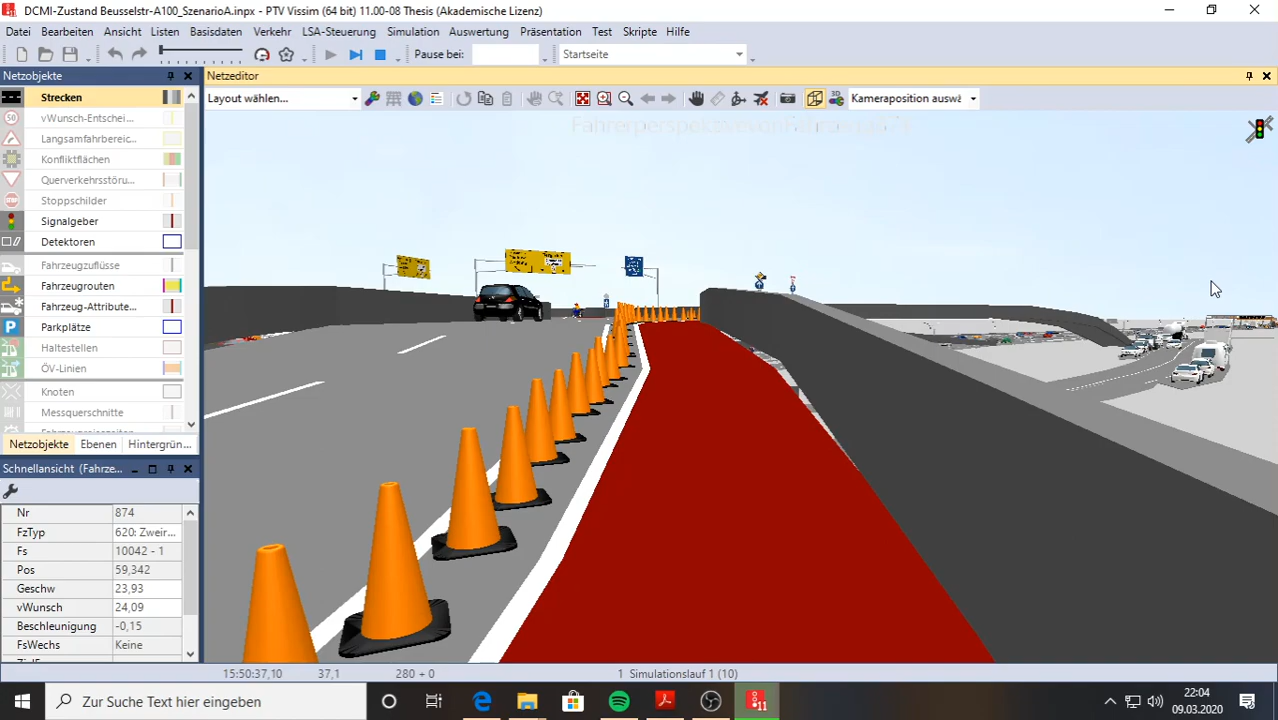 DCMI-Zustand Beusselstr-A100_SzenarioA.inpx - PTV Vissim (64 bit) 11.00-08 Thesis (Akademische Lizenz)
Datei Bearbeiten Ansicht Listen Basisdaten Verkehr LSA-Steuerung Simulation Auswertung Präsentation Test Skripte Hilfe
Pause bei: Startseite
Netzobjekte
Netzeditor
Layout wählen...
Kameraposition auswä
Strecken
50
vWunsch-Entschei...
Langsamfahrbereic...
Konfliktflächen
Querverkehrsstöru...
STOP
Stoppschilder
Signalgeber
Detektoren
Fahrzeugzuflüsse
Fahrzeugrouten
Fahrzeug-Attribute...
P
Parkplätze
Haltestellen
ÖV-Linien
Knoten
Messquerschnitte
Netzobjekte Ebenen Hintergrün...
Schnellansicht (Fahrze...
Nr 874
FzTyp 620: Zweir...
Fs 10042 - 1
Pos 59,342
Geschw 23,93
vWunsch 24,09
Beschleunigung -0,15
FsWechs Keine
15:50:37,10 37,1 280 + 0 1 Simulationslauf 1 (10)
Zur Suche Text hier eingeben
11
22:04
09.03.2020